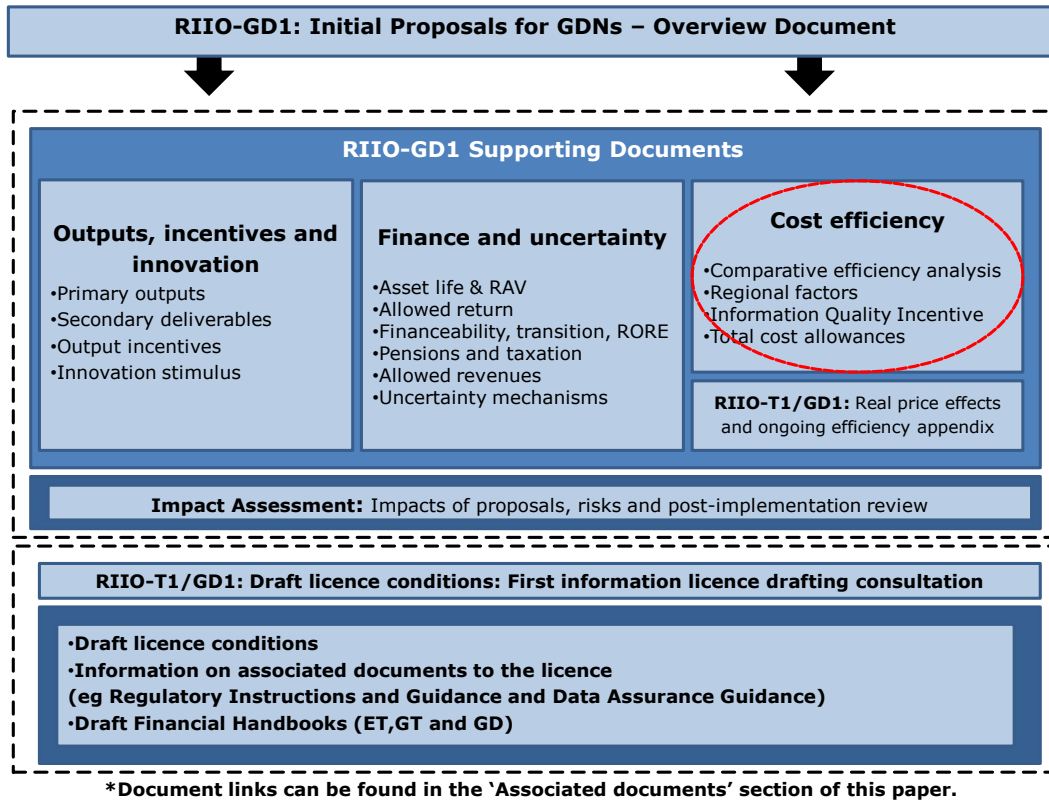 RIIO-GD1: Initial Proposals for GDNs – Overview Document
RIIO-GD1 Supporting Documents
Outputs, incentives and
innovation
•Primary outputs
•Secondary deliverables
•Output incentives
•Innovation stimulus
Finance and uncertainty
•Asset life & RAV
•Allowed return
•Financeability, transition, RORE
•Pensions and taxation
•Allowed revenues
•Uncertainty mechanisms
Cost efficiency
•Comparative efficiency analysis
•Regional factors
•Information Quality Incentive
•Total cost allowances
RIIO-T1/GD1: Real price effects
and ongoing efficiency appendix
Impact Assessment: Impacts of proposals, risks and post-implementation review
RIIO-T1/GD1: Draft licence conditions: First information licence drafting consultation
•Draft licence conditions
•Information on associated documents to the licence
(eg Regulatory Instructions and Guidance and Data Assurance Guidance)
•Draft Financial Handbooks (ET,GT and GD)
*Document links can be found in the ‘Associated documents’ section of this paper.